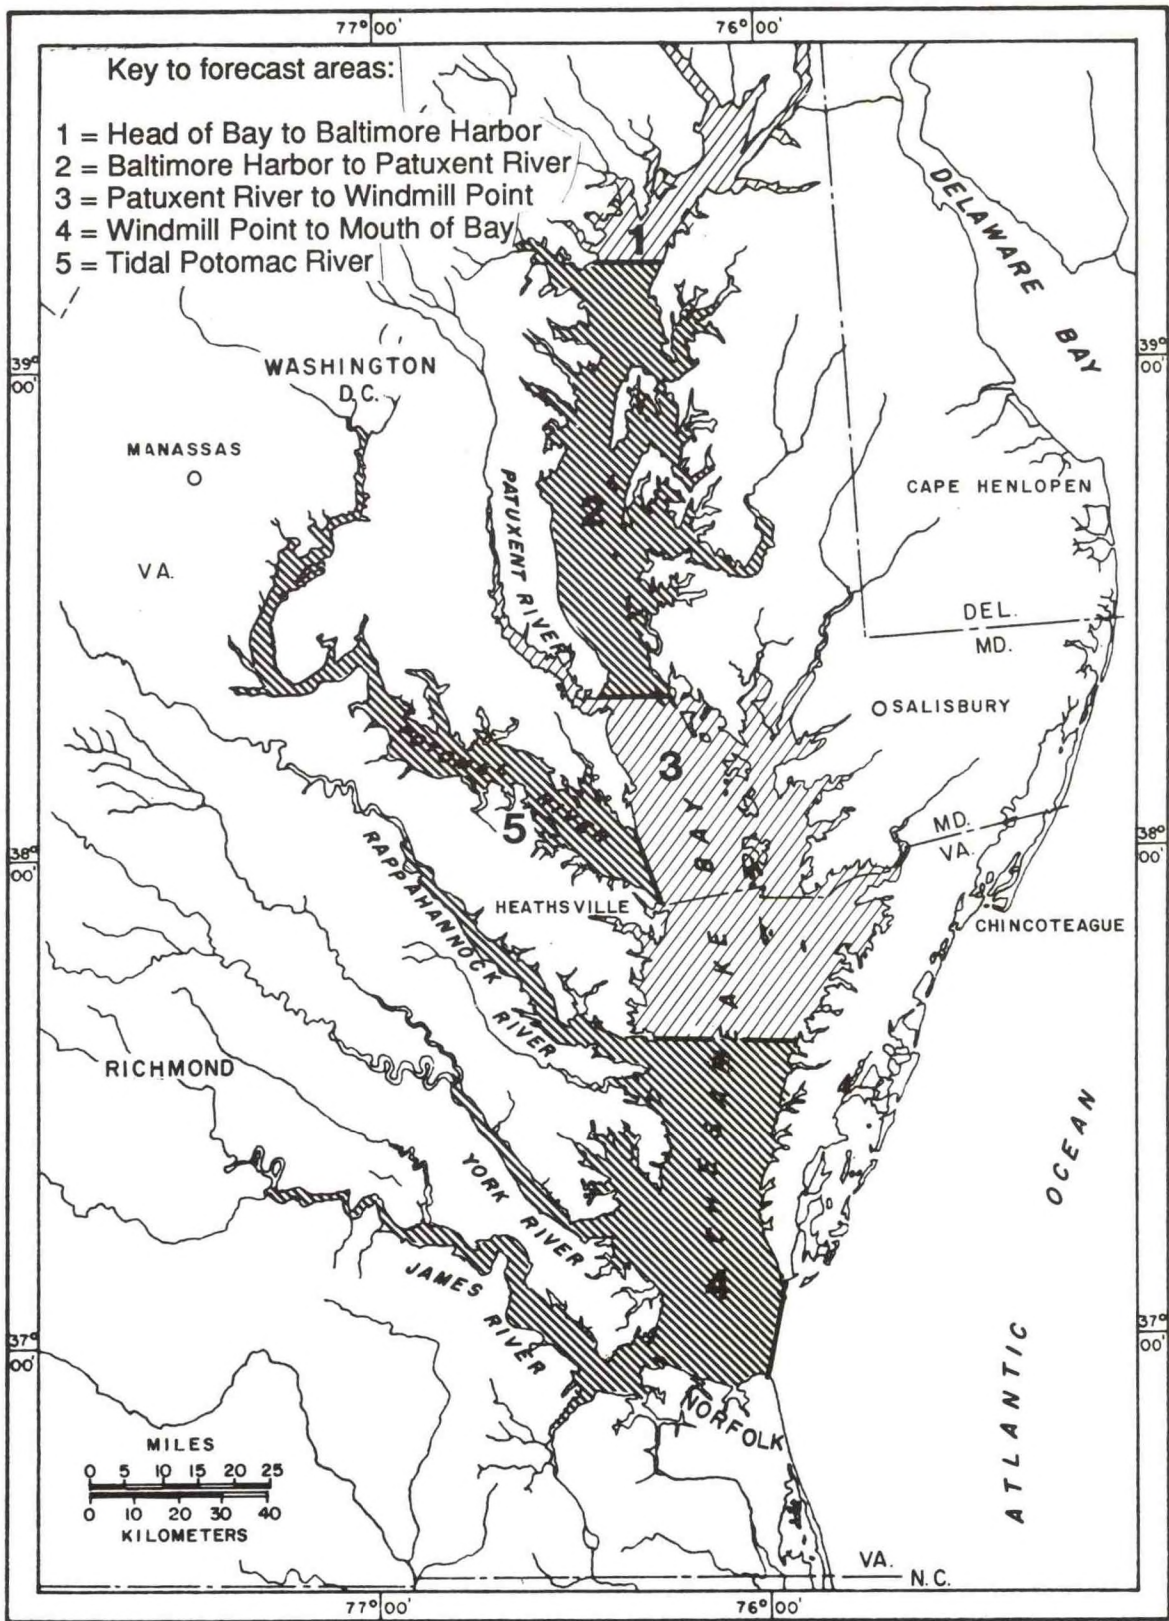 77° 00'
76° 00'
Key to forecast areas:
1 = Head of Bay to Baltimore Harbor
2 = Baltimore Harbor to Patuxent River
3 = Patuxent River to Windmill Point
4 = Windmill Point to Mouth of Bay
5 = Tidal Potomac River
1
DELAWARE BAY
39° 00'
39° 00'
WASHINGTON
D.C.
MANASSAS
CAPE HENLOPEN
PATUXENT RIVER
2
VA.
DEL.
MD.
SALISBURY
3
POTOMAC RIVER
5
MD.
VA.
38° 00'
38° 00'
RAPPAHANNOCK RIVER
HEATHSVILLE
CHINCOTEAGUE
CHESAPEAKE BAY
RICHMOND
YORK RIVER
JAMES RIVER
4
ATLANTIC OCEAN
37° 00'
37° 00'
NORFOLK
MILES
0 5 10 15 20 25
0 10 20 30 40
KILOMETERS
VA.
N.C.
77° 00'
76° 00'